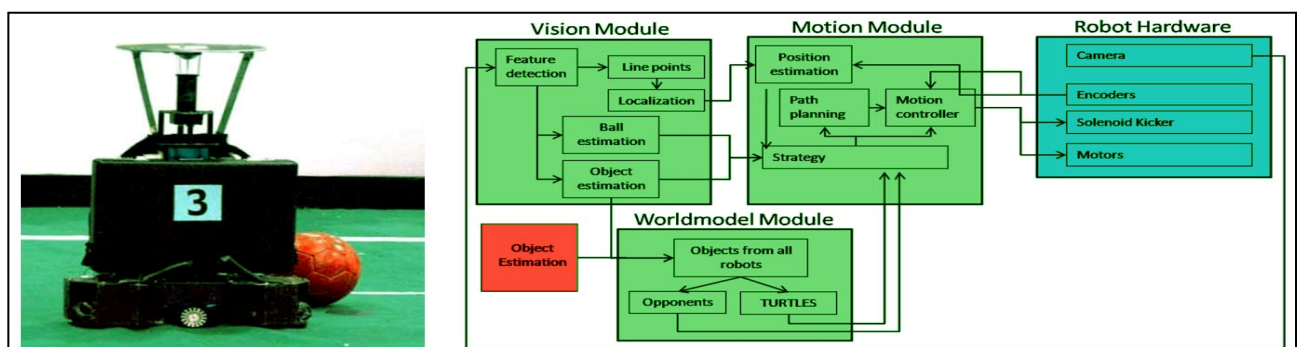 Vision Module
Motion Module
Robot Hardware
3
Feature
detection
Line points
Localization
Ball
estimation
Object
estimation
Position
estimation
Path
planning
Motion
controller
Strategy
Camera
Encoders
Solenoid Kicker
Motors
Object
Estimation
Worldmodel Module
Objects from all
robots
Opponents
TURTLES